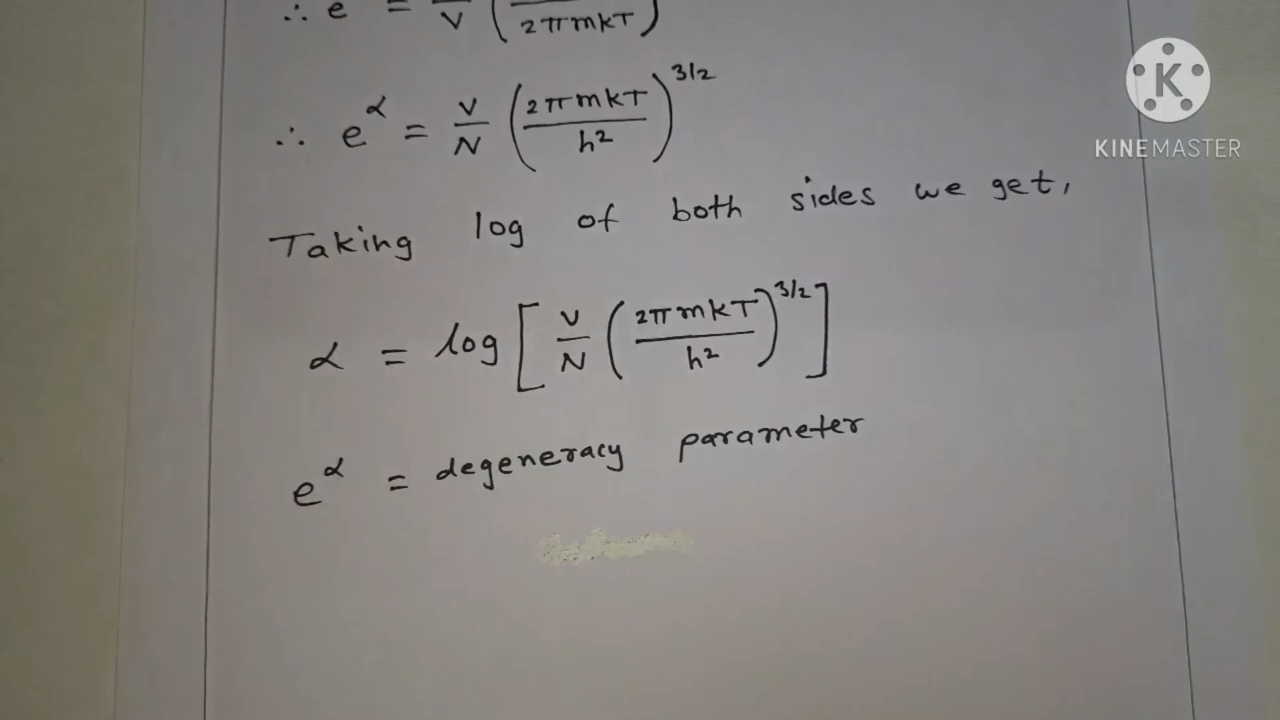 ∴ e = /V ( /2πmkT)
∴ e^α = V/N (2πmkT/h²)^3/2
K
KINEMASTER
Taking log of both sides we get,
α = log [V/N (2πmkT/h²)^3/2]
e^α = degeneracy parameter